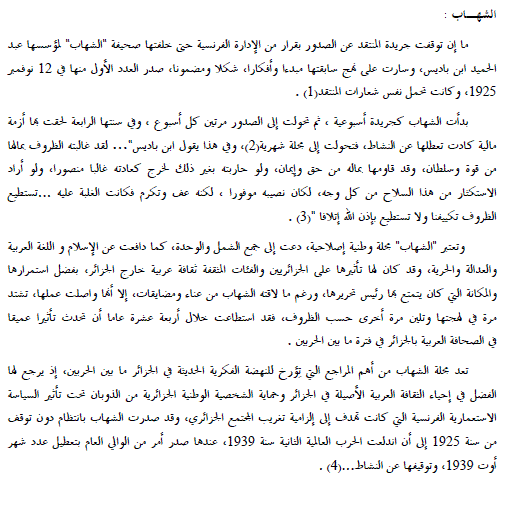 الشهـــاب :
ما إن توقفت جريدة المنتقد عن الصدور بقرار من الإدارة الفرنسية حتى خلفتها صحيفة "الشهاب" لمؤسسها عبد
الحميد ابن باديس، وسارت على نهج سابقتها مبدءا وأفكارا، شكلا ومضمونا، صدر العدد الأول منها في 12 نوفمبر
1925، وكانت تحمل نفس شعارات المنتقد(1) .
بدأت الشهاب كجريدة أسبوعية ، ثم تحولت إلى الصدور مرتين كل أسبوع ، وفي سنتها الرابعة لحقت بها أزمة
مالية كادت تعطلها عن النشاط، فتحولت إلى مجلة شهرية(2)، وفي هذا يقول ابن باديس"… لقد غالبته الظروف بمالها
من قوة وسلطان، وقد قاومها بماله من حق وإيمان، ولو حاربته بغير ذلك لخرج كعادته غالبا منصورا، ولو أراد
الاستكثار من هذا السلاح من كل وجه، لكان نصيبه موفورا ، لكنه عف وتكرم فكانت الغلبة عليه …تستطيع
الظروف تكييفنا ولا تستطيع بإذن الله إتلافنا "(3) .
وتعتبر "الشهاب" مجلة وطنية إصلاحية، دعت إلى جمع الشمل والوحدة، كما دافعت عن الإسلام و اللغة العربية
والعدالة والحرية، وقد كان لها تأثيرها على الجزائريين والفئات المثقفة ثقافة عربية خارج الجزائر، بفضل استمرارها
والمكانة التي كان يتمتع بها رئيس تحريرها، ورغم ما لاقته الشهاب من عناء ومضايقات، إلا أنها واصلت عملها، تشتد
مرة في لهجتها وتلين مرة أخرى حسب الظروف، فقد استطاعت خلال أربعة عشرة عاما أن تحدث تأثيرا عميقا
في الصحافة العربية بالجزائر في فترة ما بين الحربين .
تعد مجلة الشهاب من أهم المراجع التي تِؤرخ للنهضة الفكرية الحديثة في الجزائر ما بين الحربين، إذ يرجع لها
الفضل في إحياء الثقافة العربية الأصيلة في الجزائر وحماية الشخصية الوطنية الجزائرية من الذوبان تحت تأثير السياسة
الاستعمارية الفرنسية التي كانت تهدف إلى إلزامية تغريب المجتمع الجزائري، وقد صدرت الشهاب بانتظام دون توقف
من سنة 1925 إلى أن اندلعت الحرب العالمية الثانية سنة 1939، عندها صدر أمر من الوالي العام بتعطيل عدد شهر
أوت 1939، وتوقيفها عن النشاط…(4) .